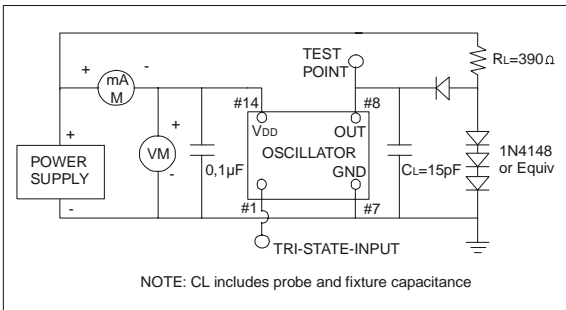 TEST
POINT
RL=390Ω
+ -
mA
M
#14 #8
+
VDD OUT
OSCILLATOR
VM
0,1µF
GND
CL=15pF
1N4148
or Equiv
+
POWER
SUPPLY
-
-
#1 #7
TRI-STATE-INPUT
NOTE: CL includes probe and fixture capacitance